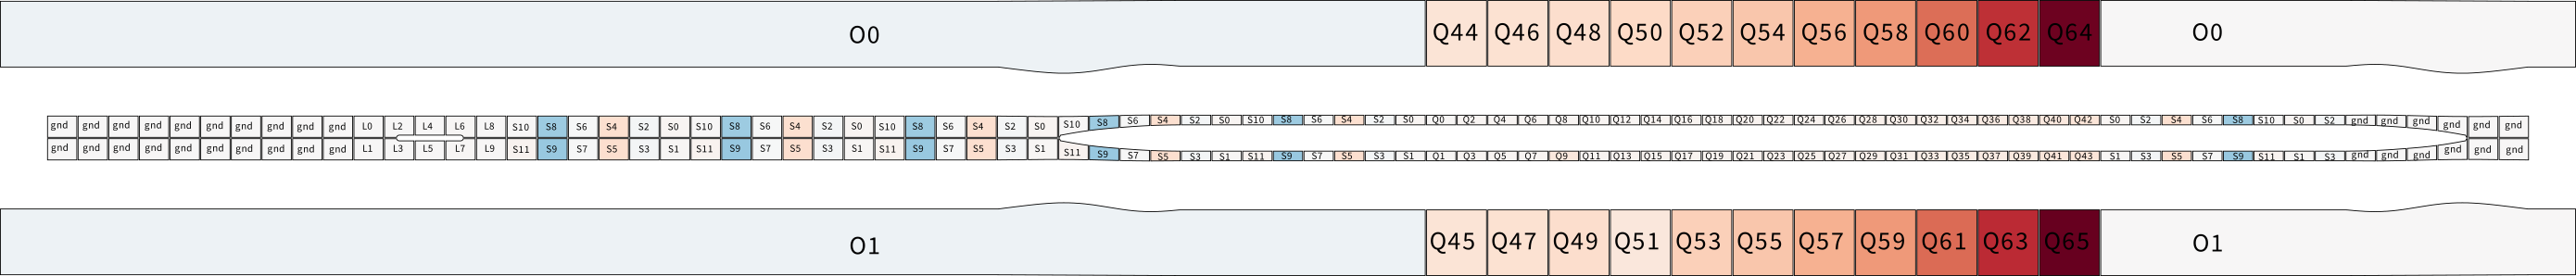 O0 Q44 Q46 Q48 Q50 Q52 Q54 Q56 Q58 Q60 Q62 Q64 O0
gnd gnd gnd gnd gnd gnd gnd gnd gnd gnd L0 L2 L4 L6 L8 S10 S8 S6 S4 S2 S0 S10 S8 S6 S4 S2 S0 S10 S8 S6 S4 S2 S0 S10 S8 S6 S4 S2 S0 S10 S8 S6 S4 S2 S0 Q0 Q2 Q4 Q6 Q8 Q10 Q12 Q14 Q16 Q18 Q20 Q22 Q24 Q26 Q28 Q30 Q32 Q34 Q36 Q38 Q40 Q42 S0 S2 S4 S6 S8 S10 S0 S2 gnd gnd gnd gnd gnd gnd
gnd gnd gnd gnd gnd gnd gnd gnd gnd gnd L1 L3 L5 L7 L9 S11 S9 S7 S5 S3 S1 S11 S9 S7 S5 S3 S1 S11 S9 S7 S5 S3 S1 S11 S9 S7 S5 S3 S1 S11 S9 S7 S5 S3 S1 Q1 Q3 Q5 Q7 Q9 Q11 Q13 Q15 Q17 Q19 Q21 Q23 Q25 Q27 Q29 Q31 Q33 Q35 Q37 Q39 Q41 Q43 S1 S3 S5 S7 S9 S11 S1 S3 gnd gnd gnd gnd gnd gnd
O1 Q45 Q47 Q49 Q51 Q53 Q55 Q57 Q59 Q61 Q63 Q65 O1